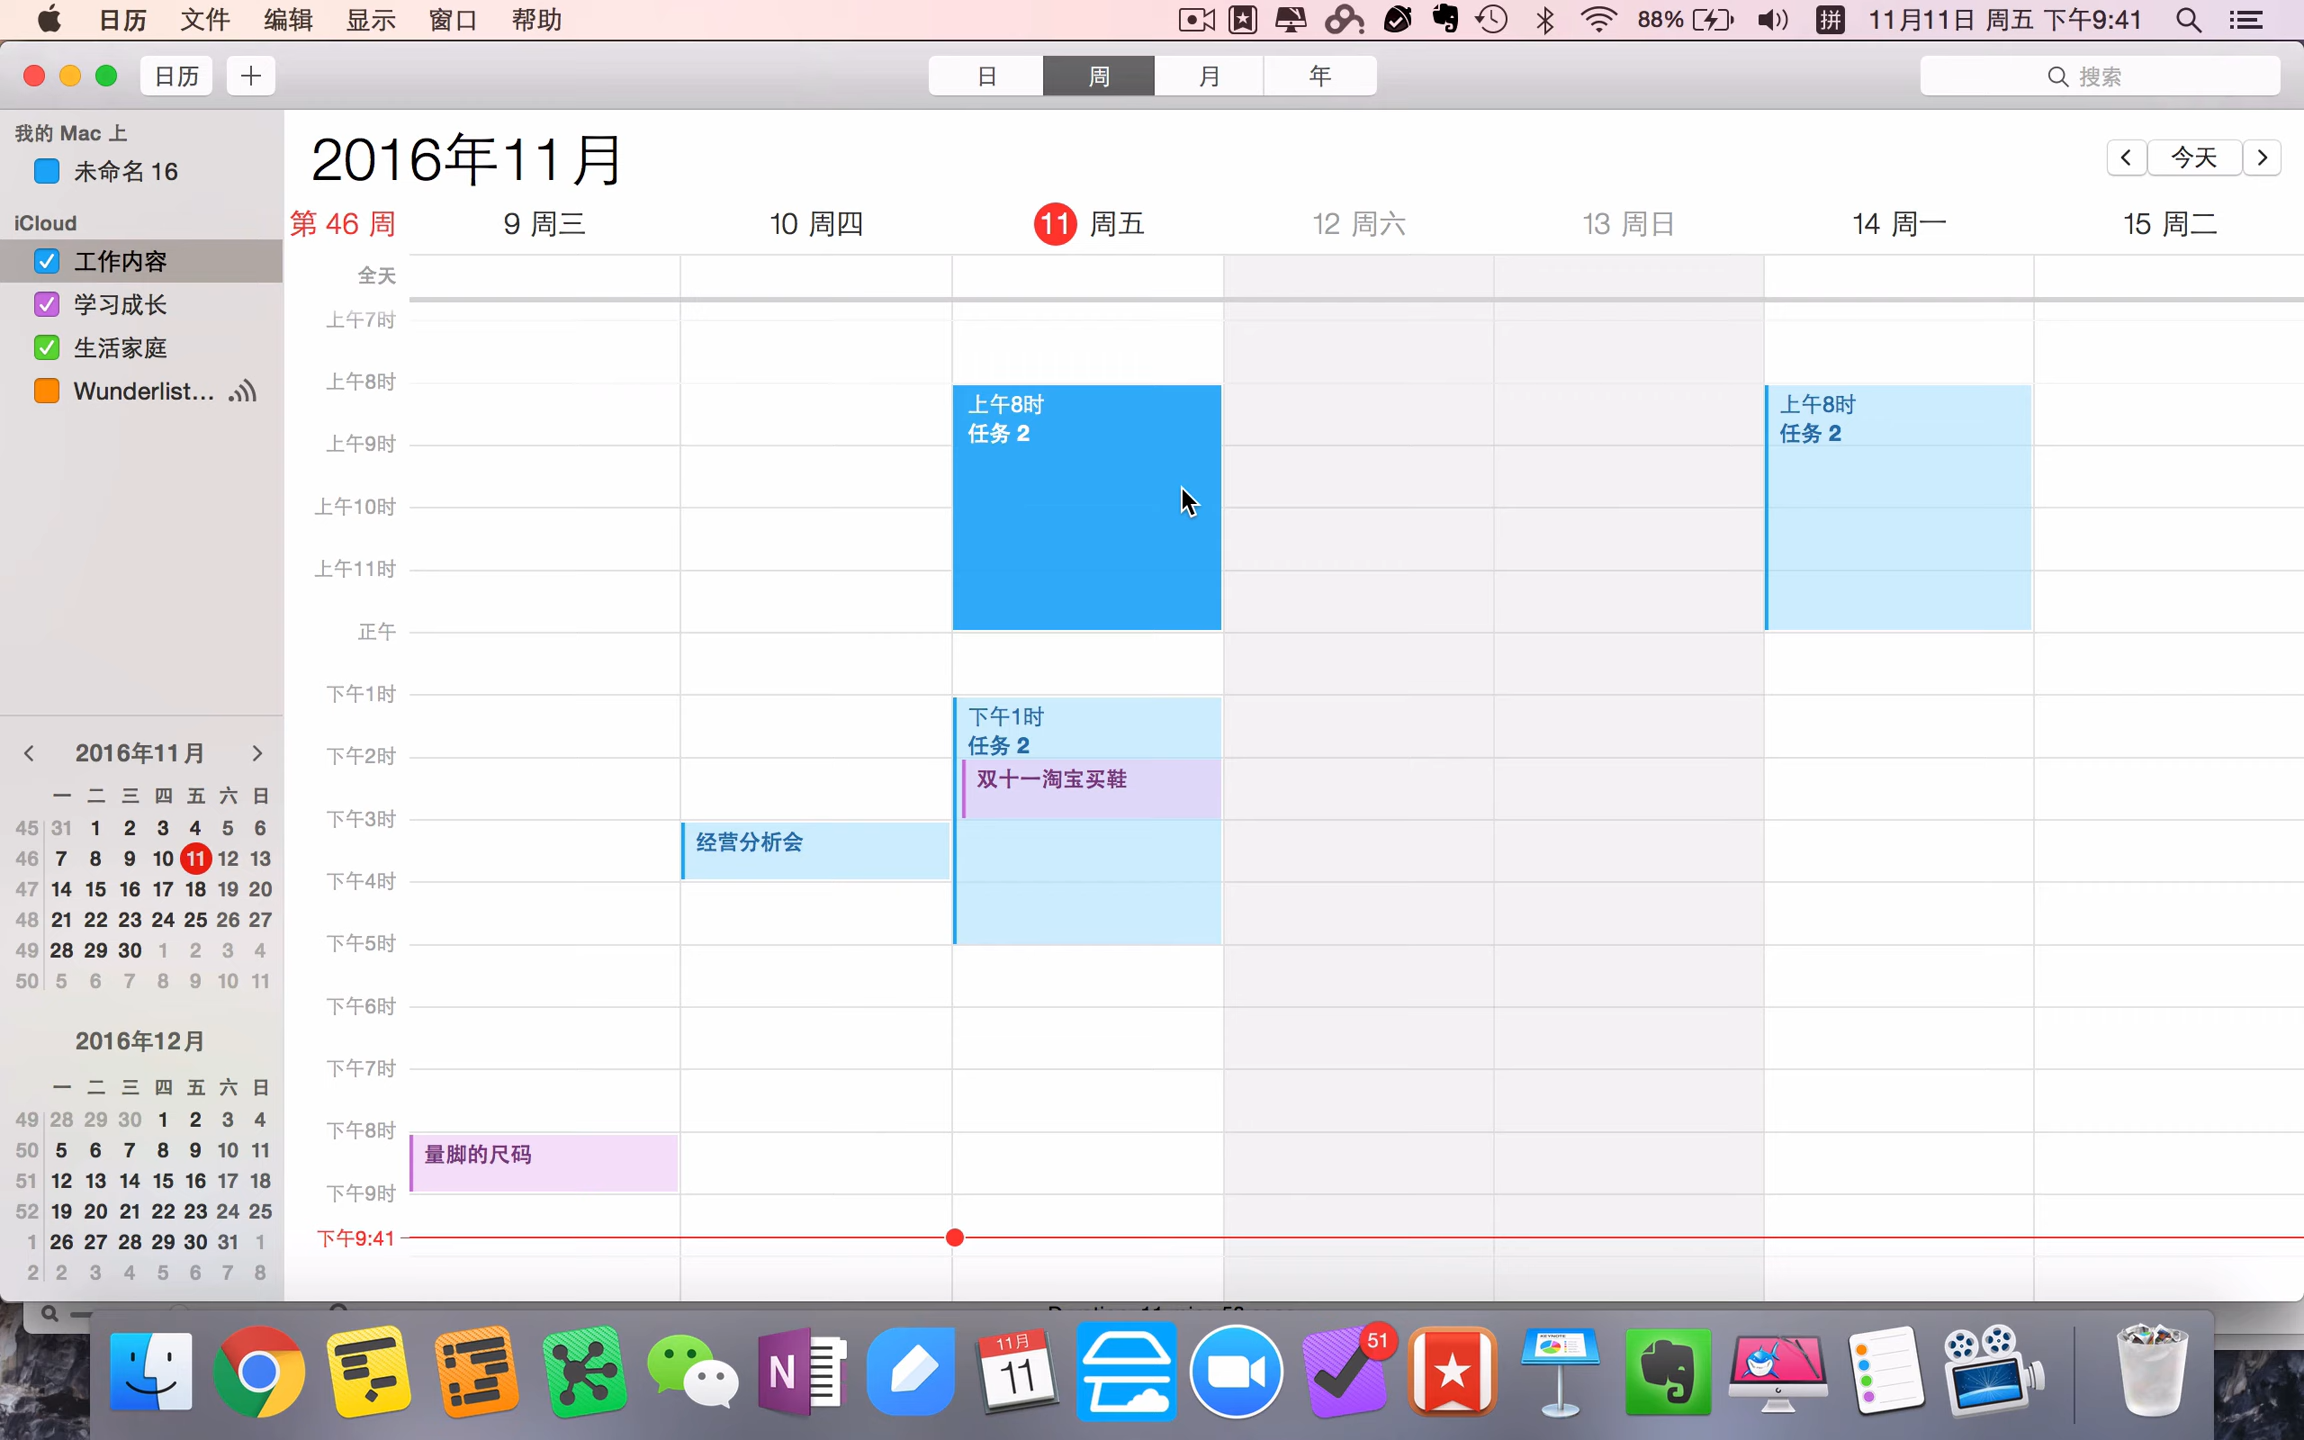 日历 文件 编辑 显示 窗口 帮助 88% 拼 11月11日 周五 下午9:41
日历 日 周 月 年 搜索
我的 Mac 上
未命名 16
iCloud
工作内容
学习成长
生活家庭
Wunderlist...
2016年11月
今天
第 46 周 9 周三 10 周四 11 周五 12 周六 13 周日 14 周一 15 周二
全天
上午7时
上午8时
上午9时
上午10时
上午11时
正午
下午1时
下午2时
下午3时
下午4时
下午5时
下午6时
下午7时
下午8时
下午9时
下午9:41
量脚的尺码
经营分析会
上午8时
任务 2
下午1时
任务 2
双十一淘宝买鞋
上午8时
任务 2
2016年11月
一 二 三 四 五 六 日
45 31 1 2 3 4 5 6
46 7 8 9 10 11 12 13
47 14 15 16 17 18 19 20
48 21 22 23 24 25 26 27
49 28 29 30 1 2 3 4
50 5 6 7 8 9 10 11
2016年12月
一 二 三 四 五 六 日
49 28 29 30 1 2 3 4
50 5 6 7 8 9 10 11
51 12 13 14 15 16 17 18
52 19 20 21 22 23 24 25
1 26 27 28 29 30 31 1
2 2 3 4 5 6 7 8
N 11月 51
11
KEYNOTE